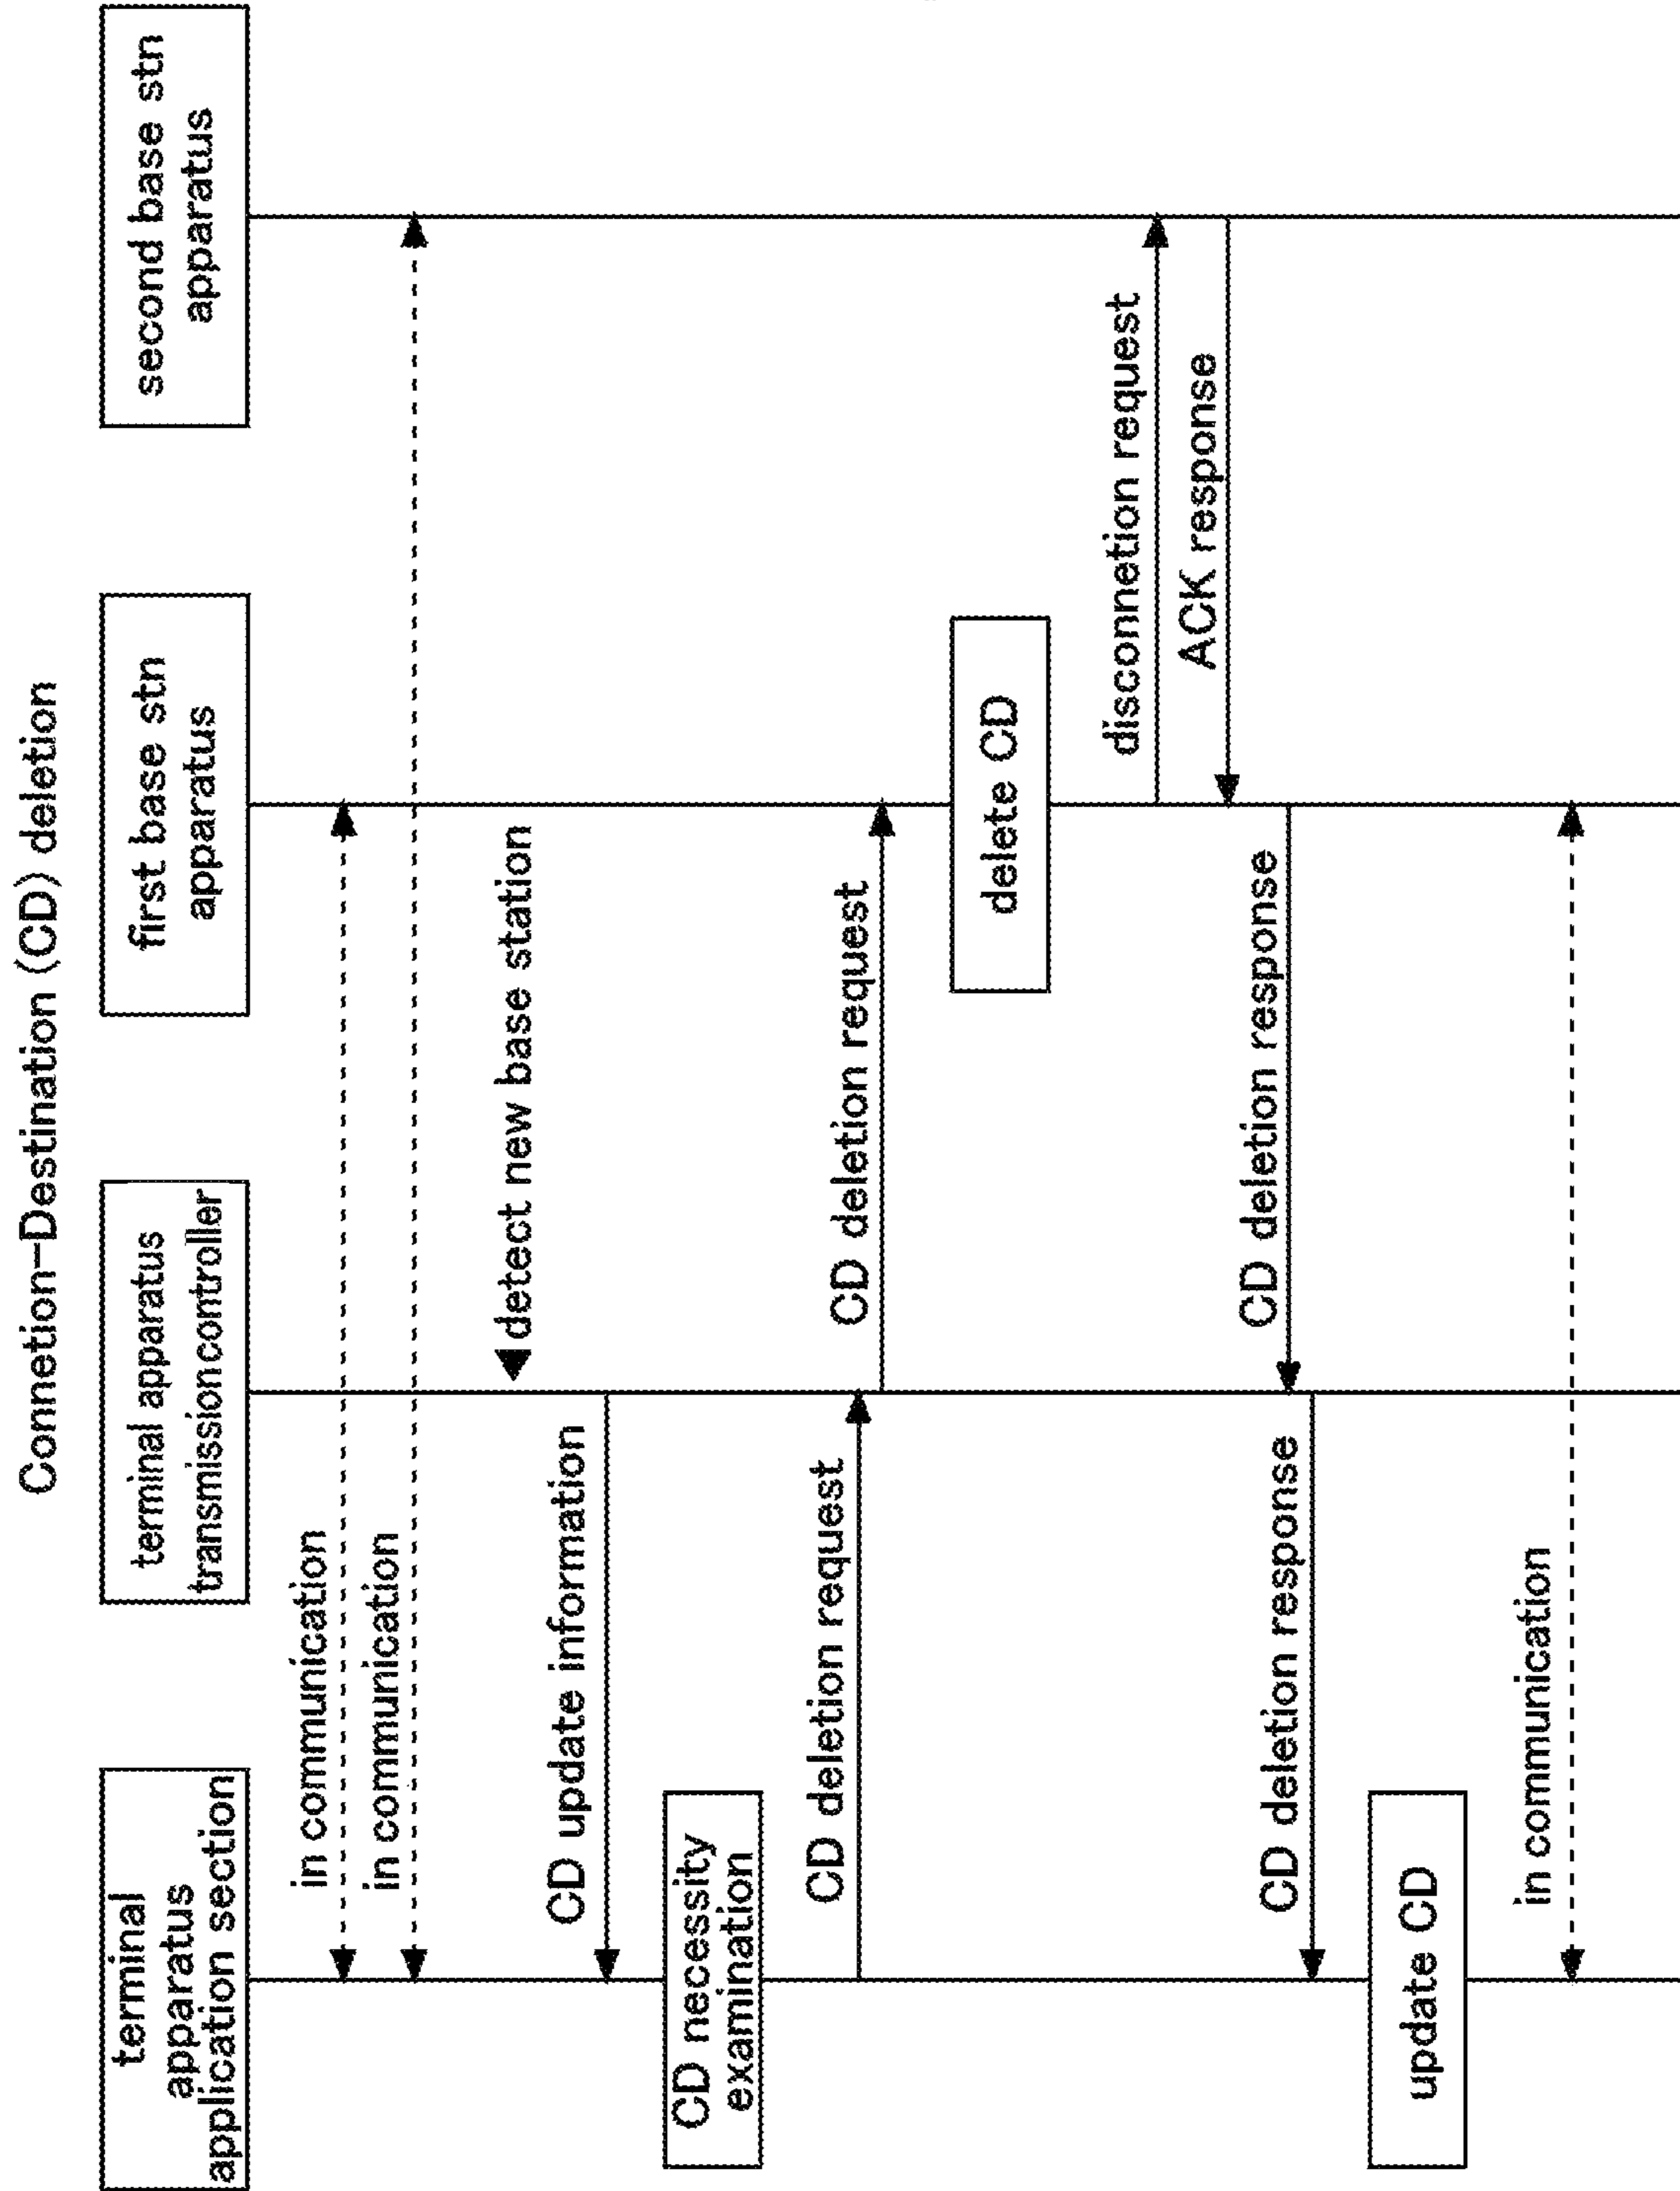 Connetion-Destination (CD) deletion
terminal
apparatus
application section
terminal apparatus
transmission controller
first base stn
apparatus
second base stn
apparatus
in communication
in communication
detect new base station
CD update information
CD necessity
examination
CD deletion request
CD deletion request
delete CD
disconnetion request
ACK response
CD deletion response
CD deletion response
update CD
in communication